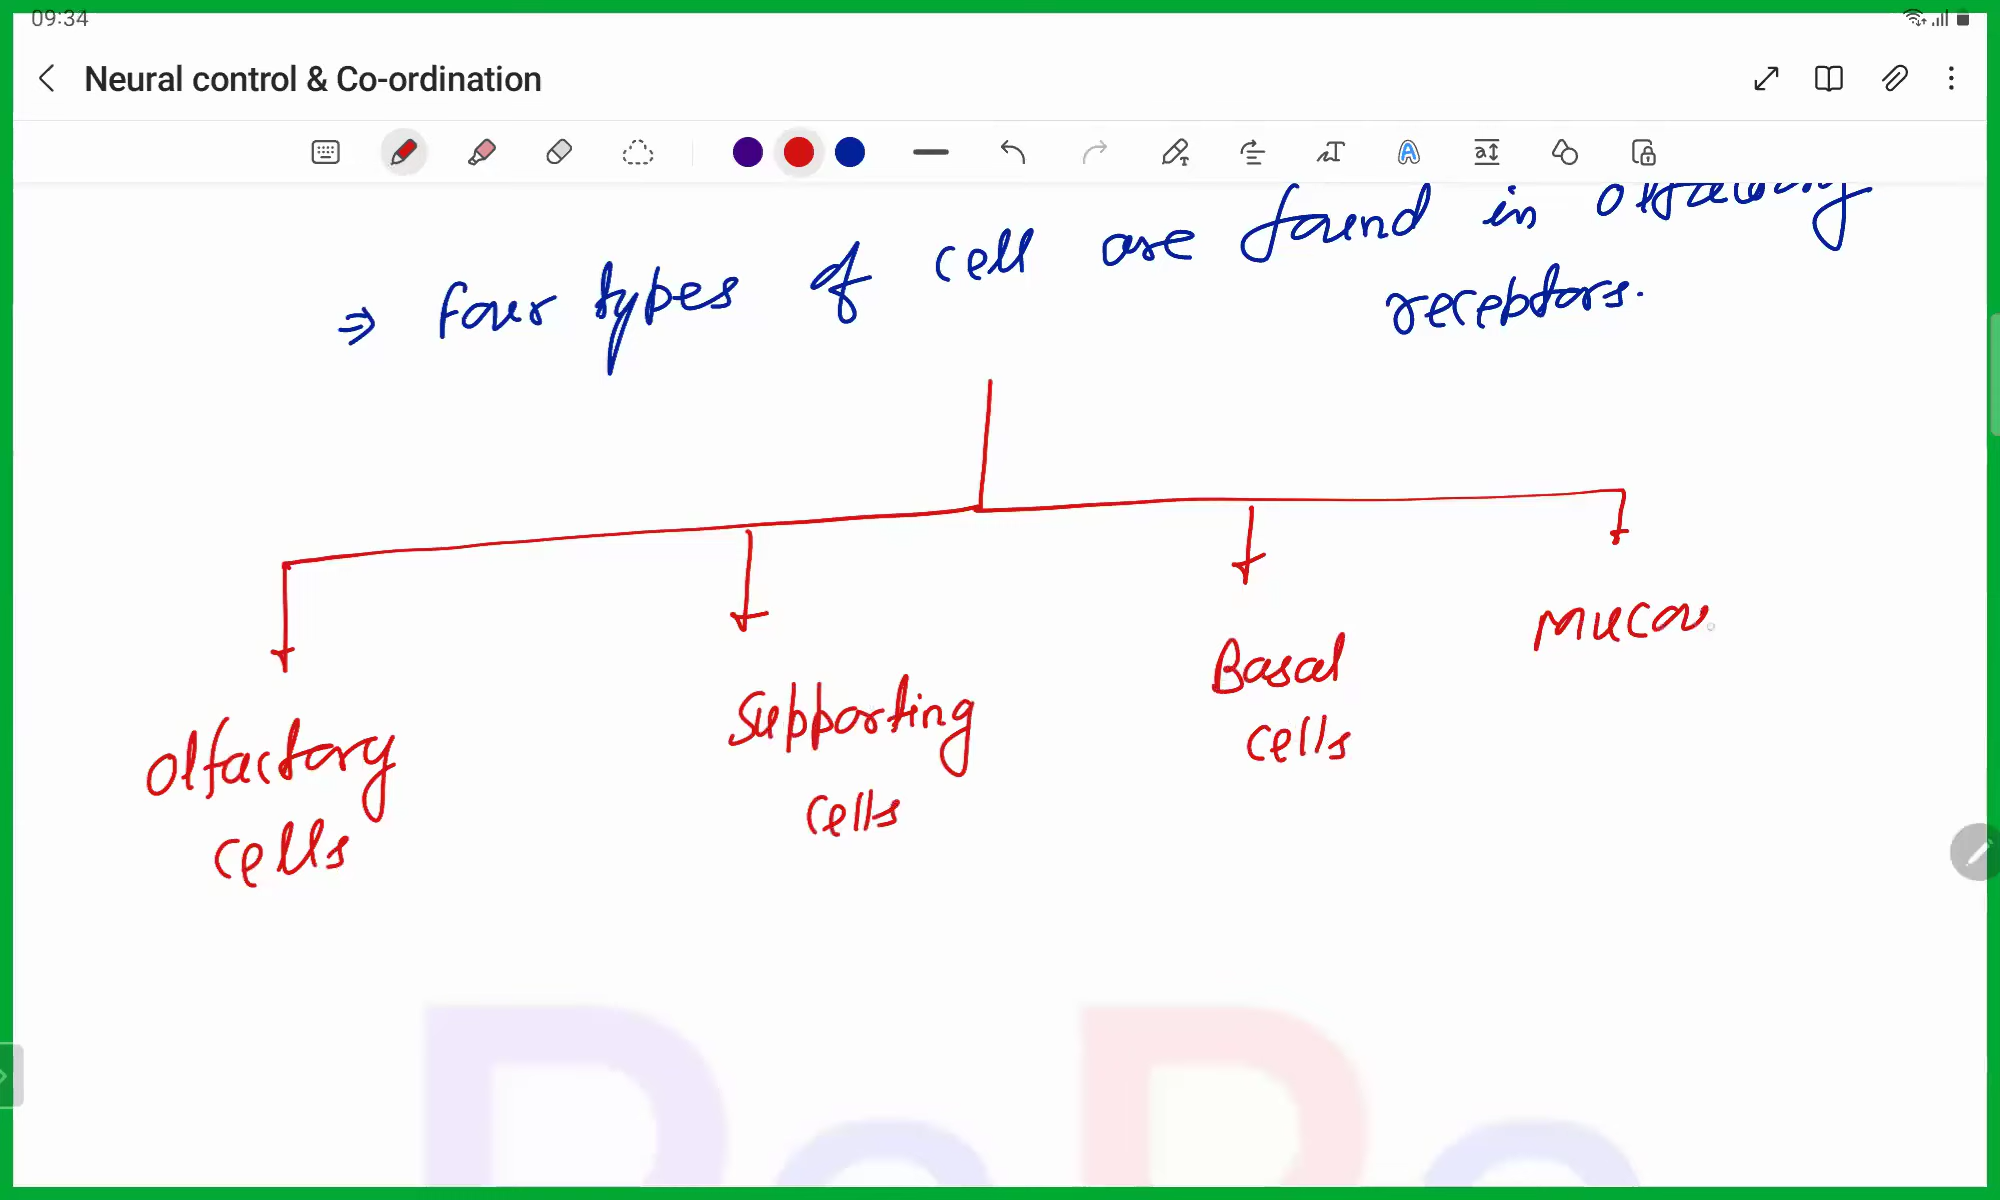 09:34
Neural control & Co-ordination
⇒ four types of cell are found in olfactory
receptors.
Olfactory
cells
Supporting
cells
Basal
cells
Mucou